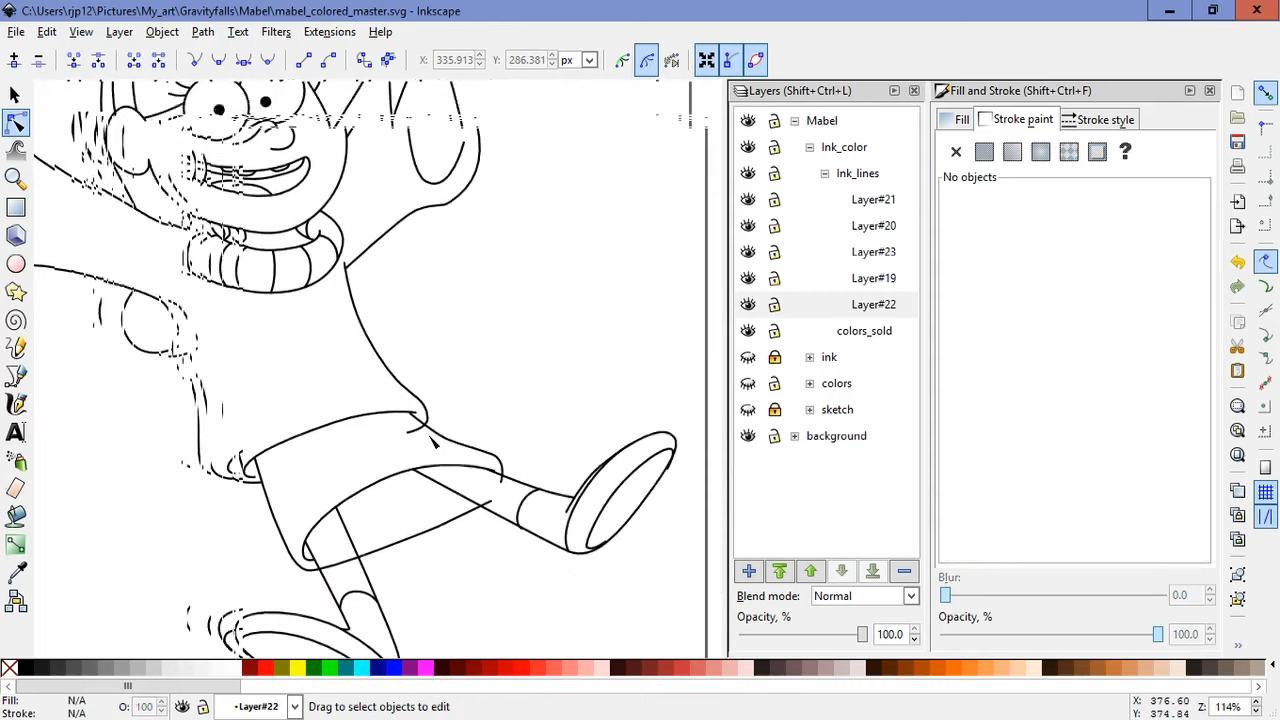 C:\Users\rjp12\Pictures\My_art\Gravityfalls\Mabel\mabel_colored_master.svg - Inkscape
File Edit View Layer Object Path Text Filters Extensions Help
X: 335.913 Y: 286.381 px
Layers (Shift+Ctrl+L)
Fill and Stroke (Shift+Ctrl+F)
Mabel
Fill Stroke paint Stroke style
Ink_color
?
Ink_lines
No objects
Layer#21
Layer#20
Layer#23
Layer#19
Layer#22
colors_sold
ink
colors
sketch
background
Blur:
0.0
Blend mode: Normal
Opacity, %
100.0
Opacity, %
100.0
Fill: N/A
Stroke: N/A
O: 100
•Layer#22
Drag to select objects to edit
X: 376.60
Y: 374.84
Z: 114%